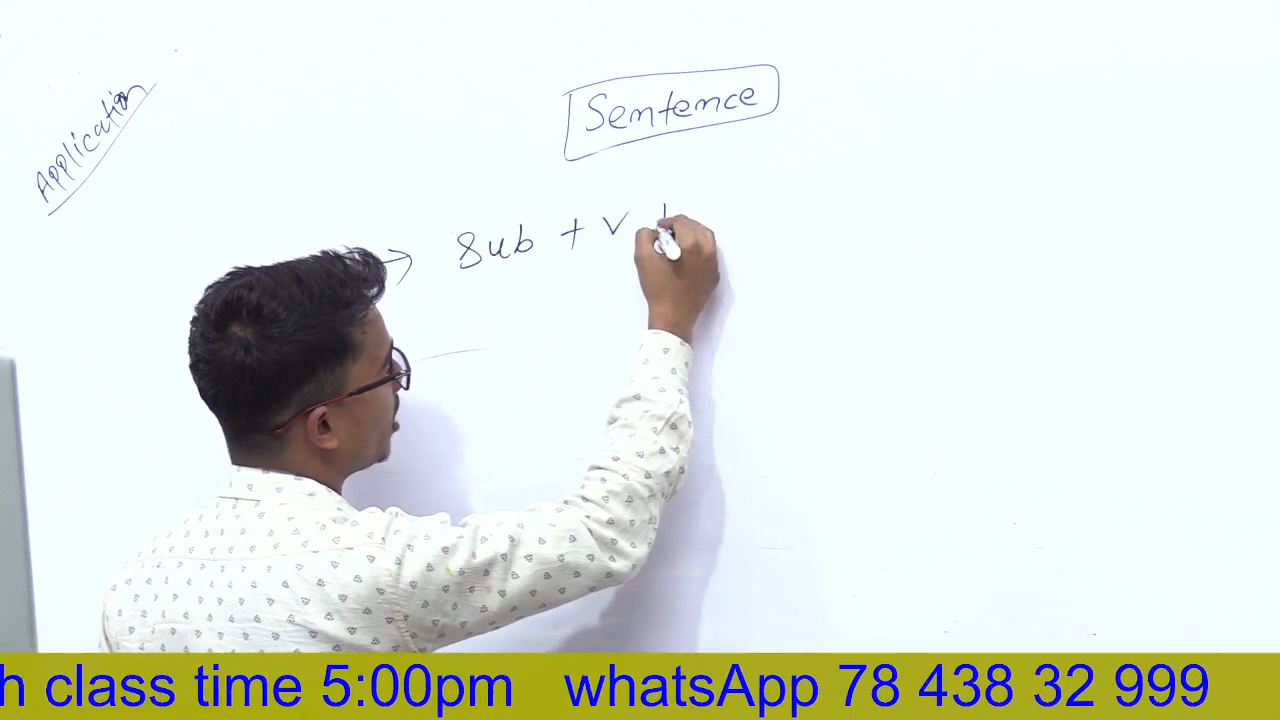 Application
Sentence
→ Sub + V
h class time 5:00pm whatsApp 78 438 32 999